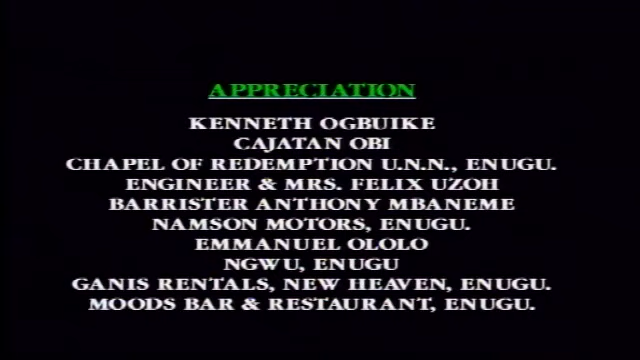 APPRECIATION
KENNETH OGBUIKE
CAJATAN OBI
CHAPEL OF REDEMPTION U.N.N., ENUGU.
ENGINEER & MRS. FELIX UZOH
BARRISTER ANTHONY MBANEME
NAMSON MOTORS, ENUGU.
EMMANUEL OLOLO
NGWU, ENUGU
GANIS RENTALS, NEW HEAVEN, ENUGU.
MOODS BAR & RESTAURANT, ENUGU.